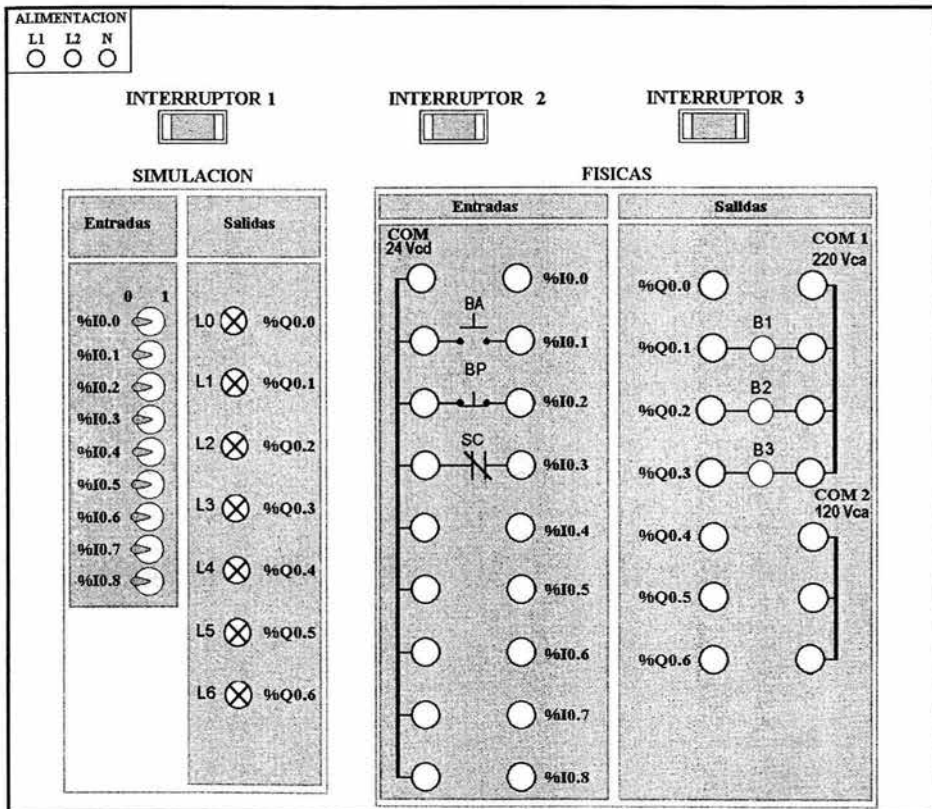 ALIMENTACION
L1 L2 N
INTERRUPTOR 1
INTERRUPTOR 2
INTERRUPTOR 3
SIMULACION
Entradas
Salidas
0 1
%I0.0
%I0.1
%I0.2
%I0.3
%I0.4
%I0.5
%I0.6
%I0.7
%I0.8
L0 %Q0.0
L1 %Q0.1
L2 %Q0.2
L3 %Q0.3
L4 %Q0.4
L5 %Q0.5
L6 %Q0.6
FISICAS
Entradas
COM
24 Vcd
%I0.0
BA
%I0.1
BP
%I0.2
SC
%I0.3
%I0.4
%I0.5
%I0.6
%I0.7
%I0.8
Salidas
COM 1
220 Vca
%Q0.0
B1
%Q0.1
B2
%Q0.2
B3
%Q0.3
COM 2
120 Vca
%Q0.4
%Q0.5
%Q0.6